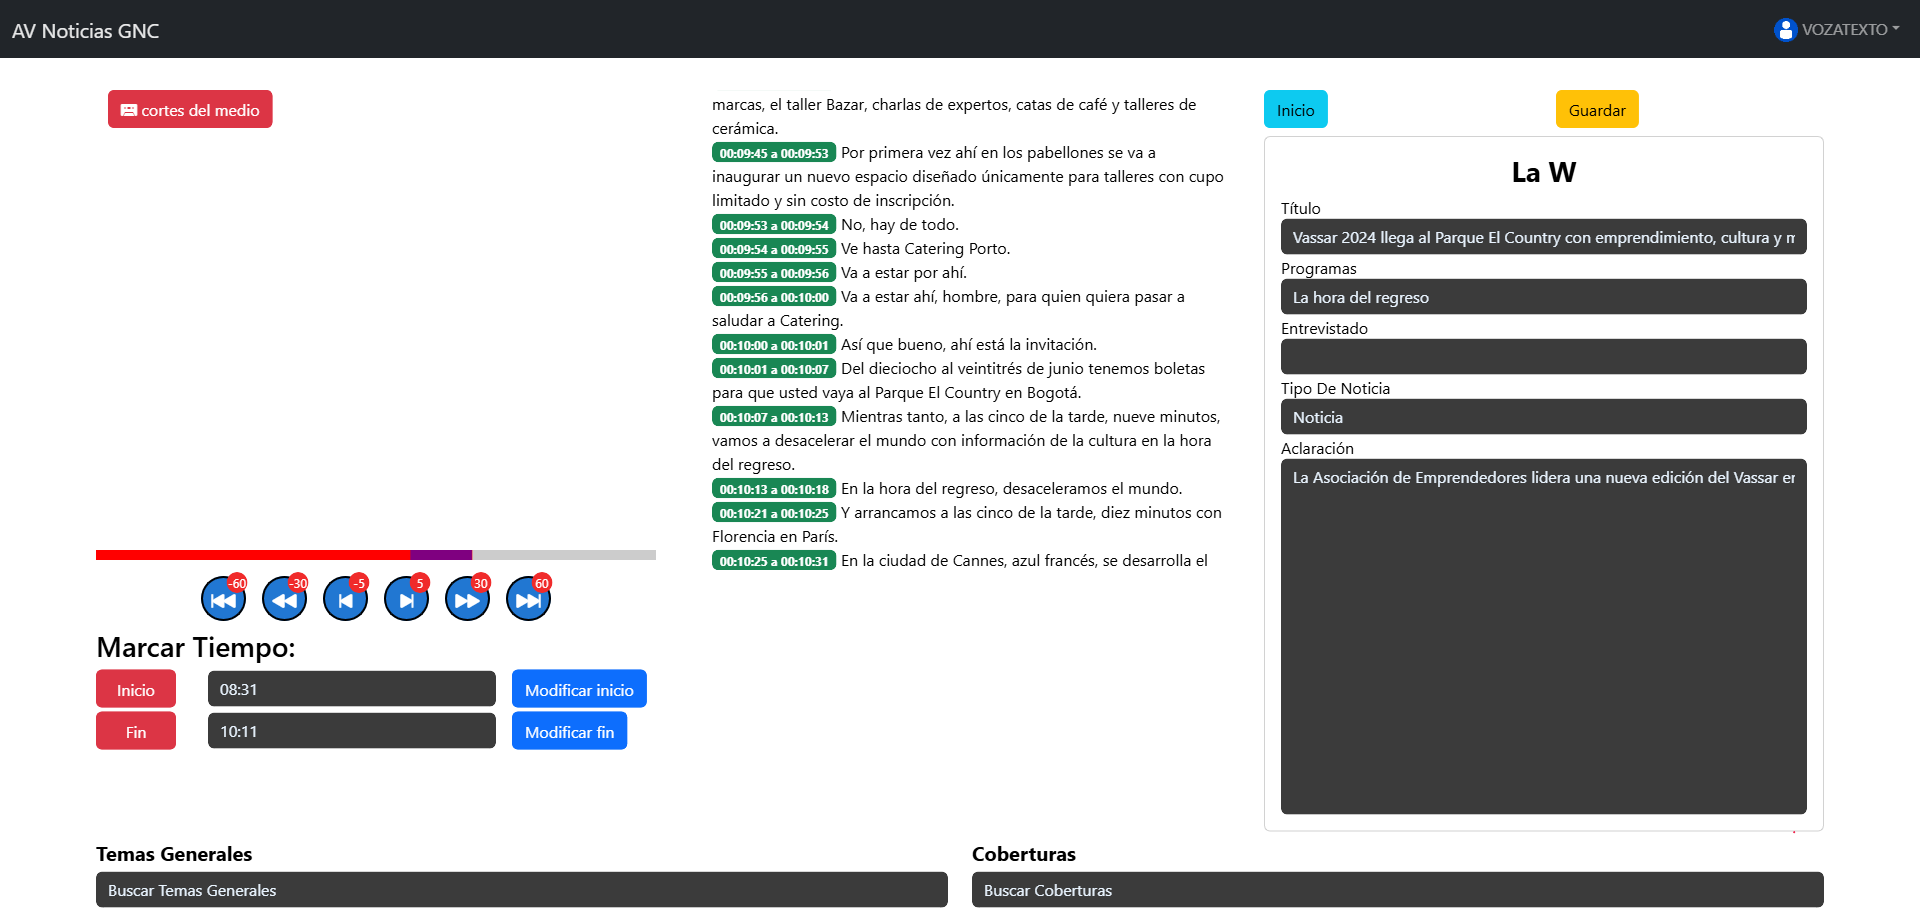 AV Noticias GNC
VOZATEXTO
cortes del medio
-60
-30
-5
5
30
60
Marcar Tiempo:
Inicio
08:31
Modificar inicio
Fin
10:11
Modificar fin
marcas, el taller Bazar, charlas de expertos, catas de café y talleres de
cerámica.
00:09:45 a 00:09:53 Por primera vez ahí en los pabellones se va a
inaugurar un nuevo espacio diseñado únicamente para talleres con cupo
limitado y sin costo de inscripción.
00:09:53 a 00:09:54 No, hay de todo.
00:09:54 a 00:09:55 Ve hasta Catering Porto.
00:09:55 a 00:09:56 Va a estar por ahí.
00:09:56 a 00:10:00 Va a estar ahí, hombre, para quien quiera pasar a
saludar a Catering.
00:10:00 a 00:10:01 Así que bueno, ahí está la invitación.
00:10:01 a 00:10:07 Del dieciocho al veintitrés de junio tenemos boletas
para que usted vaya al Parque El Country en Bogotá.
00:10:07 a 00:10:13 Mientras tanto, a las cinco de la tarde, nueve minutos,
vamos a desacelerar el mundo con información de la cultura en la hora
del regreso.
00:10:13 a 00:10:18 En la hora del regreso, desaceleramos el mundo.
00:10:21 a 00:10:25 Y arrancamos a las cinco de la tarde, diez minutos con
Florencia en París.
00:10:25 a 00:10:31 En la ciudad de Cannes, azul francés, se desarrolla el
Inicio
Guardar
La W
Título
Vassar 2024 llega al Parque El Country con emprendimiento, cultura y
Programas
La hora del regreso
Entrevistado
Tipo De Noticia
Noticia
Aclaración
La Asociación de Emprendedores lidera una nueva edición del Vassar
Temas Generales
Buscar Temas Generales
Coberturas
Buscar Coberturas